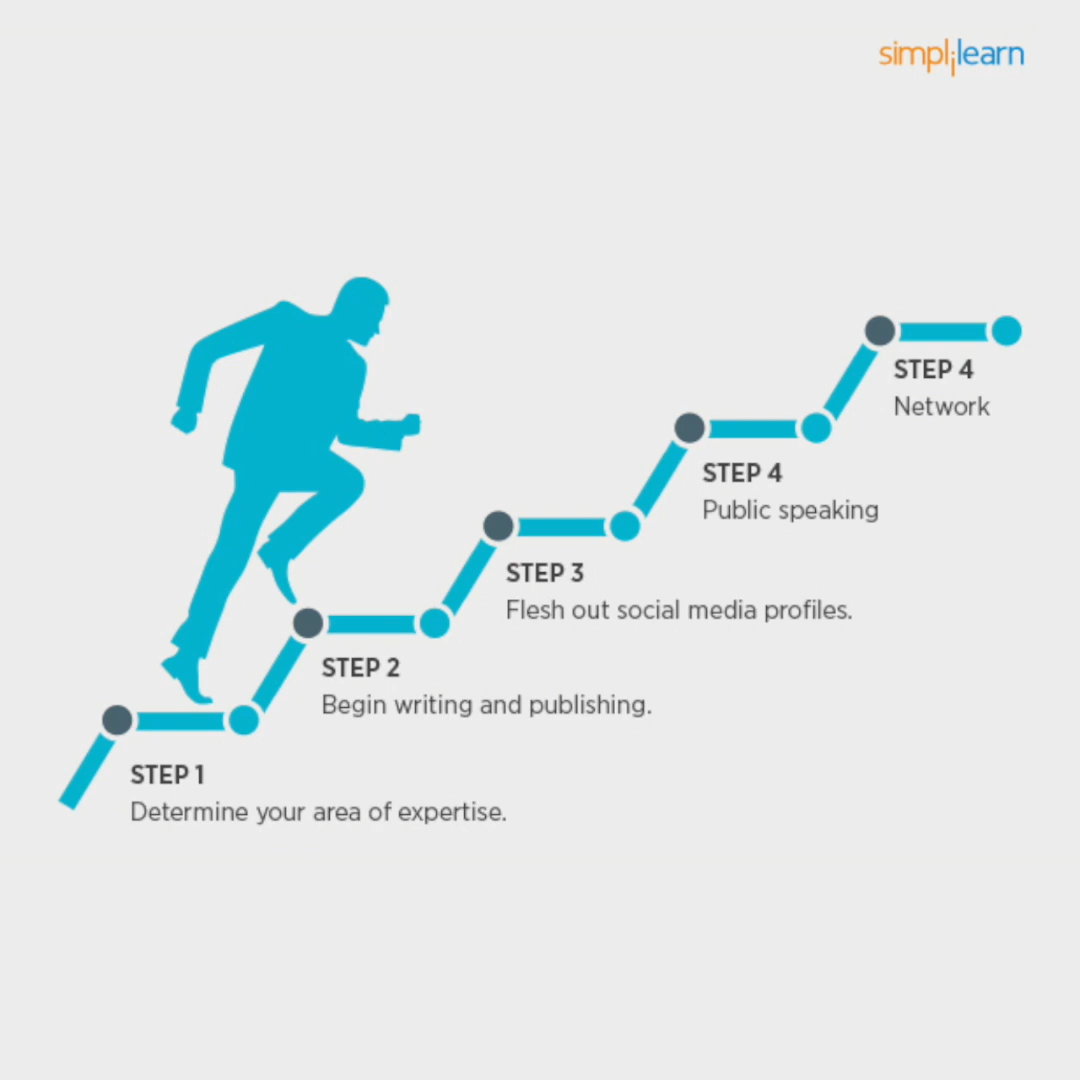 simplilearn
STEP 4
Network
STEP 4
Public speaking
STEP 3
Flesh out social media profiles.
STEP 2
Begin writing and publishing.
STEP 1
Determine your area of expertise.